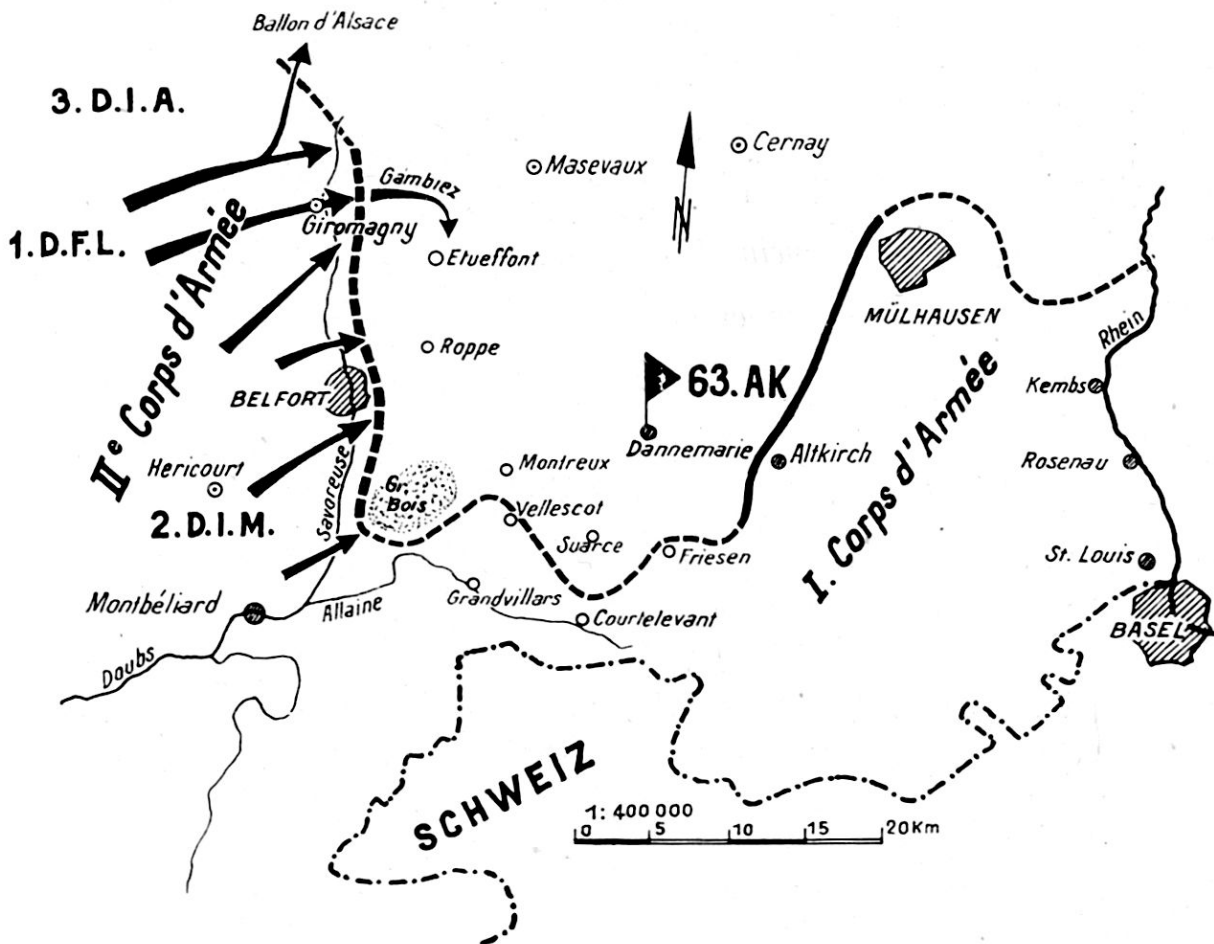 Ballon d'Alsace
3. D.I.A.
Cernay
Masevaux
Gambiez
N
Giromagny
1. D.F.L.
Etueffont
IIe Corps d'Armée
MÜLHAUSEN
Roppe
Rhein
63. AK
Kembs
BELFORT
Dannemarie
Altkirch
Rosenau
Montreux
Hericourt
Gr. Bois
Savoreuse
Vellescot
2. D.I.M.
Suarce
Friesen
I. Corps d'Armée
St. Louis
Montbéliard
Allaine
Grandvillars
Courtelevant
BASEL
Doubs
SCHWEIZ
1: 400 000
0 5 10 15 20 Km